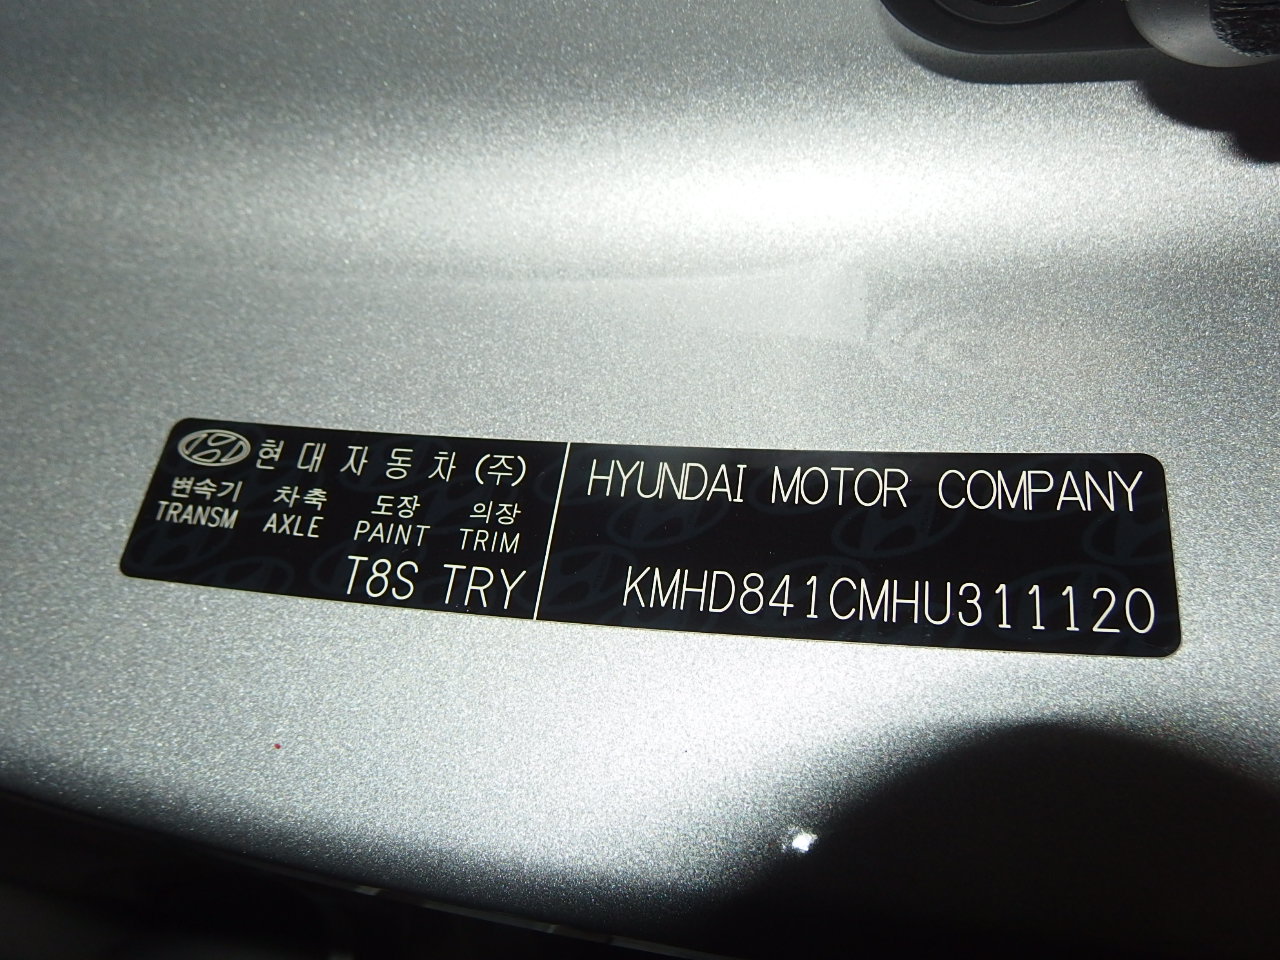 현대자동차(주)
변속기 차축 도장 의장
TRANSM AXLE PAINT TRIM
T8S TRY
HYUNDAI MOTOR COMPANY
KMHD841CMHU311120